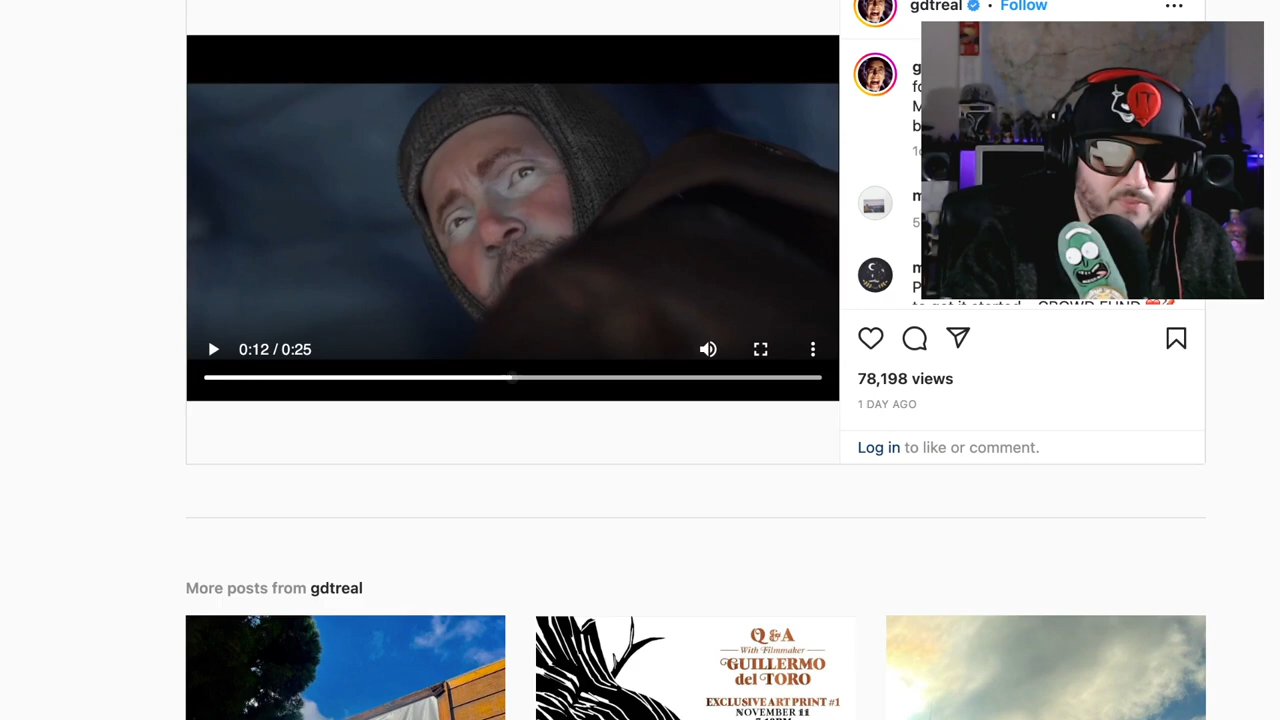 gdtreal • Follow
IT
0:12 / 0:25
78,198 views
1 DAY AGO
Log in to like or comment.
More posts from gdtreal
Q&A
With Filmmaker
GUILLERMO
del TORO
EXCLUSIVE ART PRINT #1
NOVEMBER 11